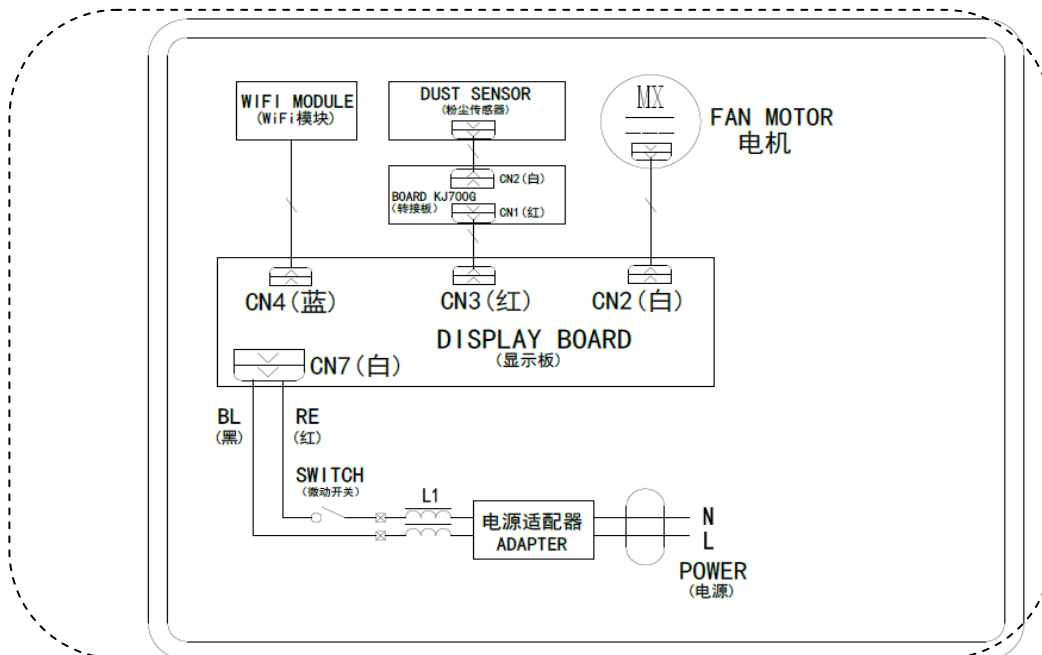 WIFI MODULE
(WiFi模块)
DUST SENSOR
(粉尘传感器)
MX
FAN MOTOR
电机
CN2(白)
BOARD KJ700G
(转接板)
CN1(红)
CN4(蓝)
CN3(红)
CN2(白)
DISPLAY BOARD
(显示板)
CN7(白)
BL
(黑)
RE
(红)
SWITCH
(微动开关)
L1
电源适配器
ADAPTER
N
L
POWER
(电源)